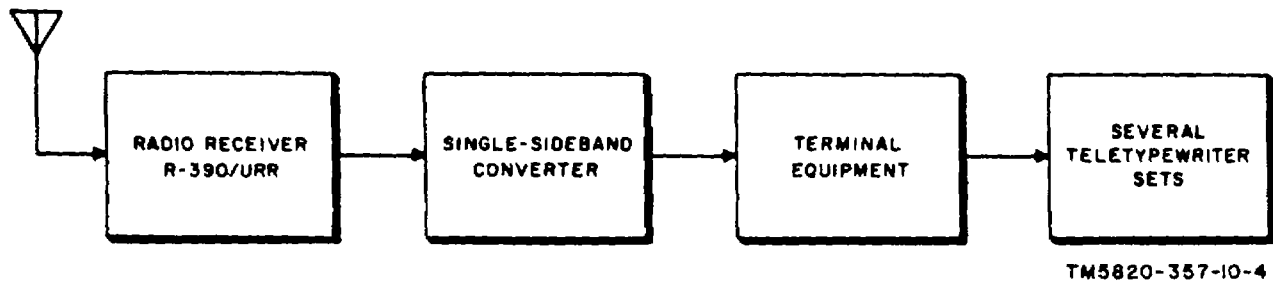 RADIO RECEIVER
R-390/URR
SINGLE-SIDEBAND
CONVERTER
TERMINAL
EQUIPMENT
SEVERAL
TELETYPEWRITER
SETS
TM5820-357-10-4